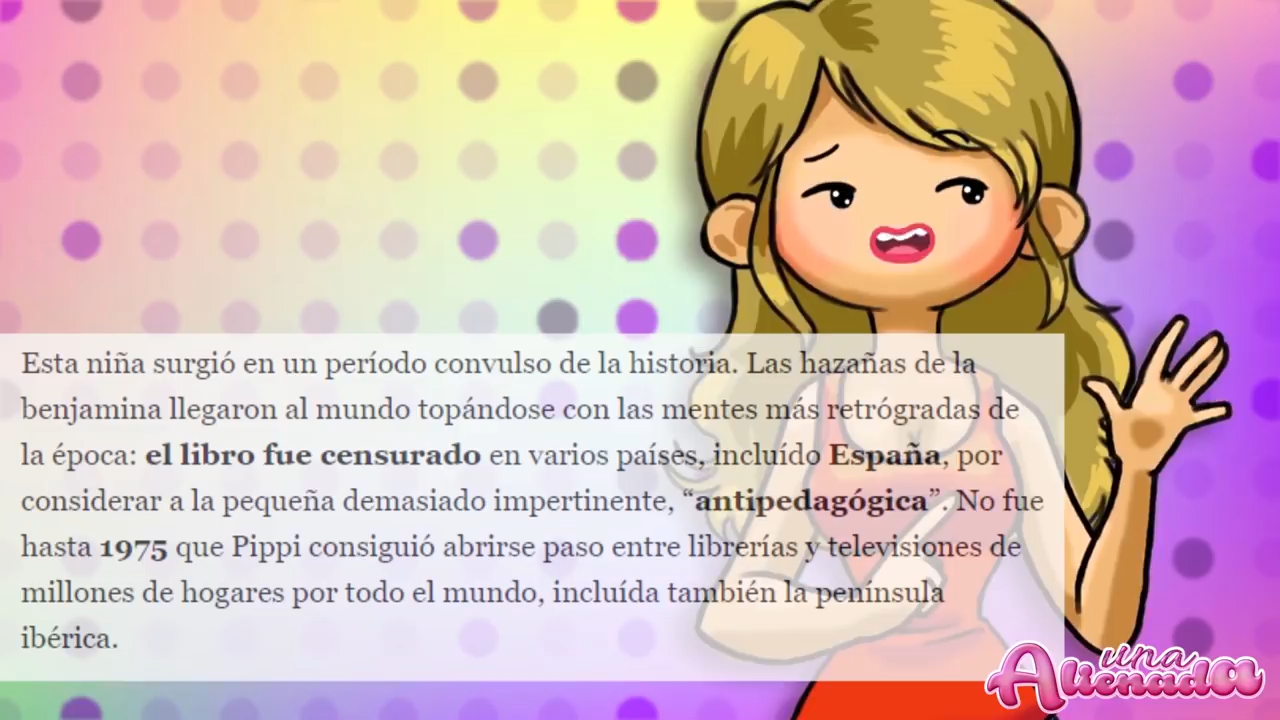 Esta niña surgió en un período convulso de la historia. Las hazañas de la
benjamina llegaron al mundo topándose con las mentes más retrógradas de
la época: el libro fue censurado en varios países, incluído España, por
considerar a la pequeña demasiado impertinente, “antipedagógica”. No fue
hasta 1975 que Pippi consiguió abrirse paso entre librerías y televisiones de
millones de hogares por todo el mundo, incluída también la península
ibérica.
una
Alienada